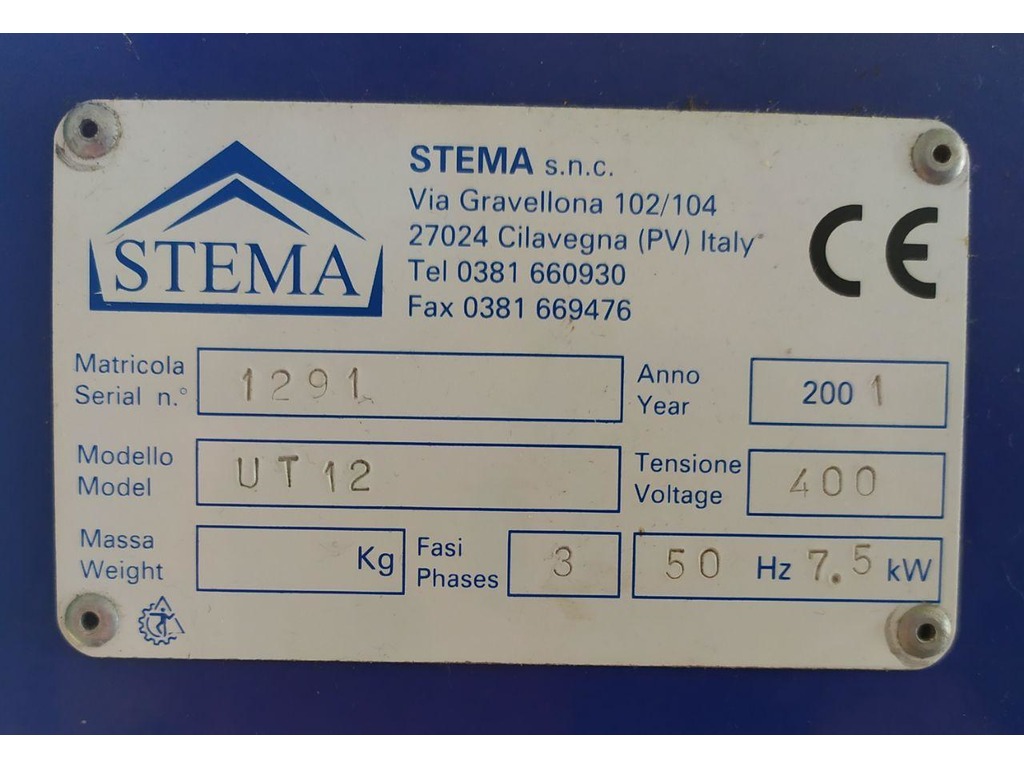 STEMA
STEMA s.n.c.
Via Gravellona 102/104
27024 Cilavegna (PV) Italy
Tel 0381 660930
Fax 0381 669476
CE
Matricola
Serial n.° 1291
Anno
Year 2001
Modello
Model UT12
Tensione
Voltage 400
Massa
Weight Kg
Fasi
Phases 3
50 Hz 7.5 kW